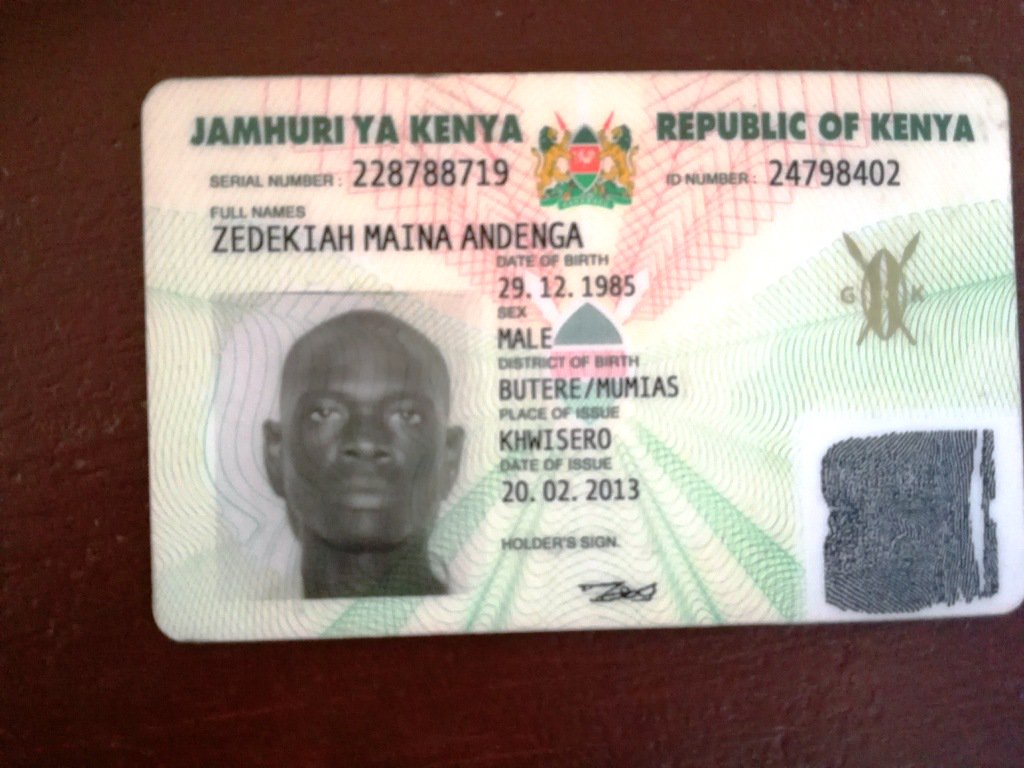 JAMHURI YA KENYA REPUBLIC OF KENYA
SERIAL NUMBER: 228788719 ID NUMBER: 24798402
FULL NAMES
ZEDEKIAH MAINA ANDENGA
DATE OF BIRTH
29. 12. 1985
SEX
MALE
G K
DISTRICT OF BIRTH
BUTERE/MUMIAS
PLACE OF ISSUE
KHWISERO
DATE OF ISSUE
20. 02. 2013
HOLDER'S SIGN.